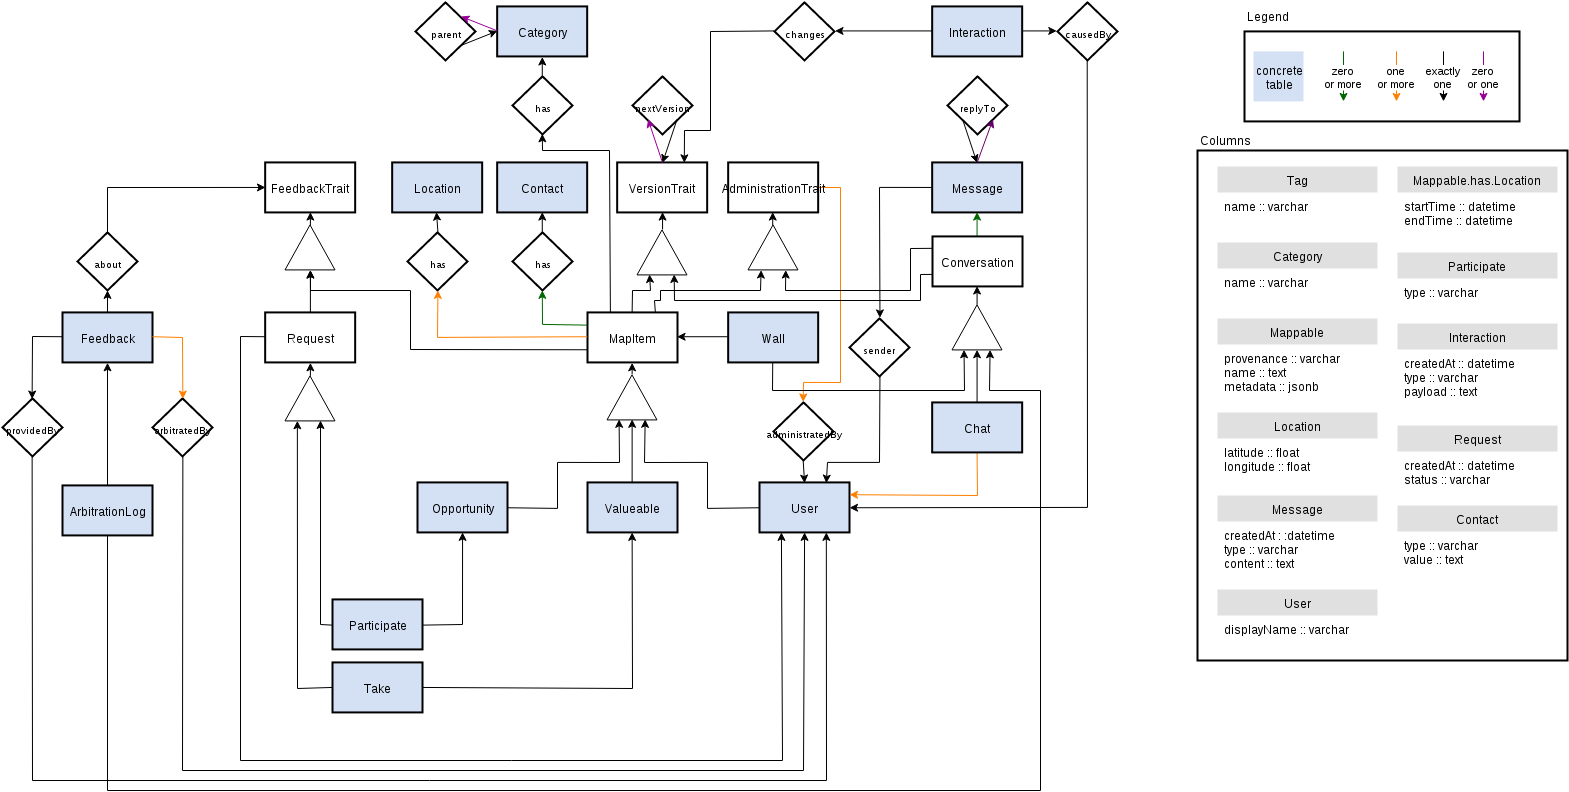 Legend
parent
Category
changes
Interaction
causedBy
concrete
table
zero
or more
one
or more
exactly
one
zero
or one
has
nextVersion
replyTo
Columns
FeedbackTrait
Location
Contact
VersionTrait
AdministrationTrait
Message
about
has
has
Conversation
Feedback
Request
MapItem
Wall
sender
providedBy
arbitratedBy
administratedBy
Chat
ArbitrationLog
Opportunity
Valueable
User
Participate
Take
Tag
name :: varchar
Category
name :: varchar
Mappable
provenance :: varchar
name :: text
metadata :: jsonb
Location
latitude :: float
longitude :: float
Message
createdAt : :datetime
type :: varchar
content :: text
User
displayName :: varchar
Mappable.has.Location
startTime :: datetime
endTime :: datetime
Participate
type :: varchar
Interaction
createdAt :: datetime
type :: varchar
payload :: text
Request
createdAt :: datetime
status :: varchar
Contact
type :: varchar
value :: text